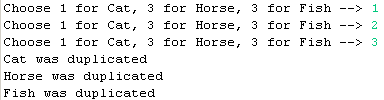 Choose 1 for Cat, 3 for Horse, 3 for Fish --> 1
Choose 1 for Cat, 3 for Horse, 3 for Fish --> 2
Choose 1 for Cat, 3 for Horse, 3 for Fish --> 3
Cat was duplicated
Horse was duplicated
Fish was duplicated